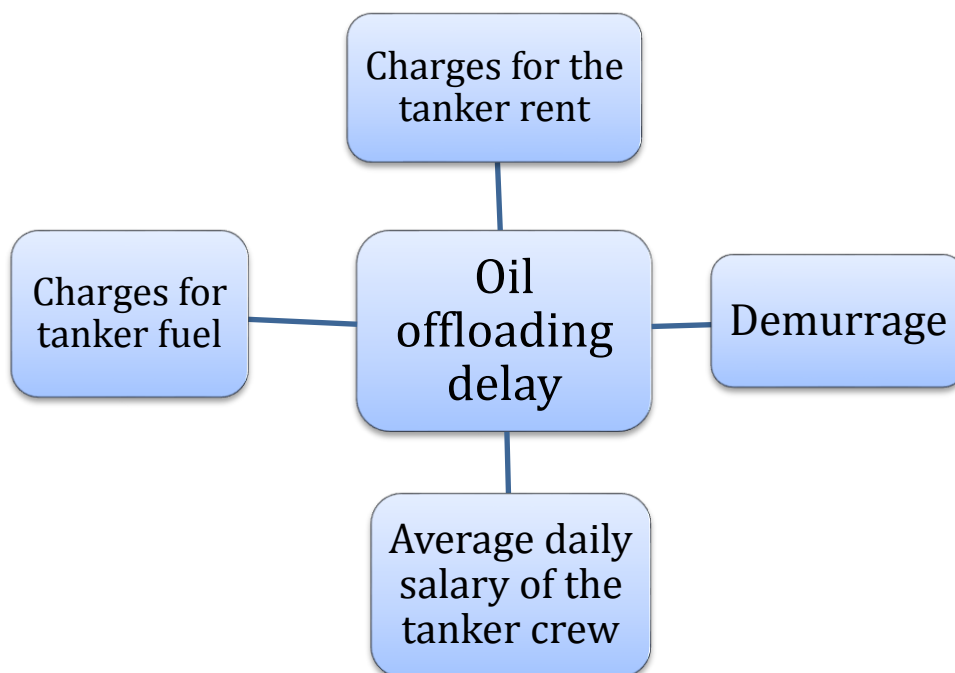 Charges for the
tanker rent
Charges for
tanker fuel
Oil
offloading
delay
Demurrage
Average daily
salary of the
tanker crew